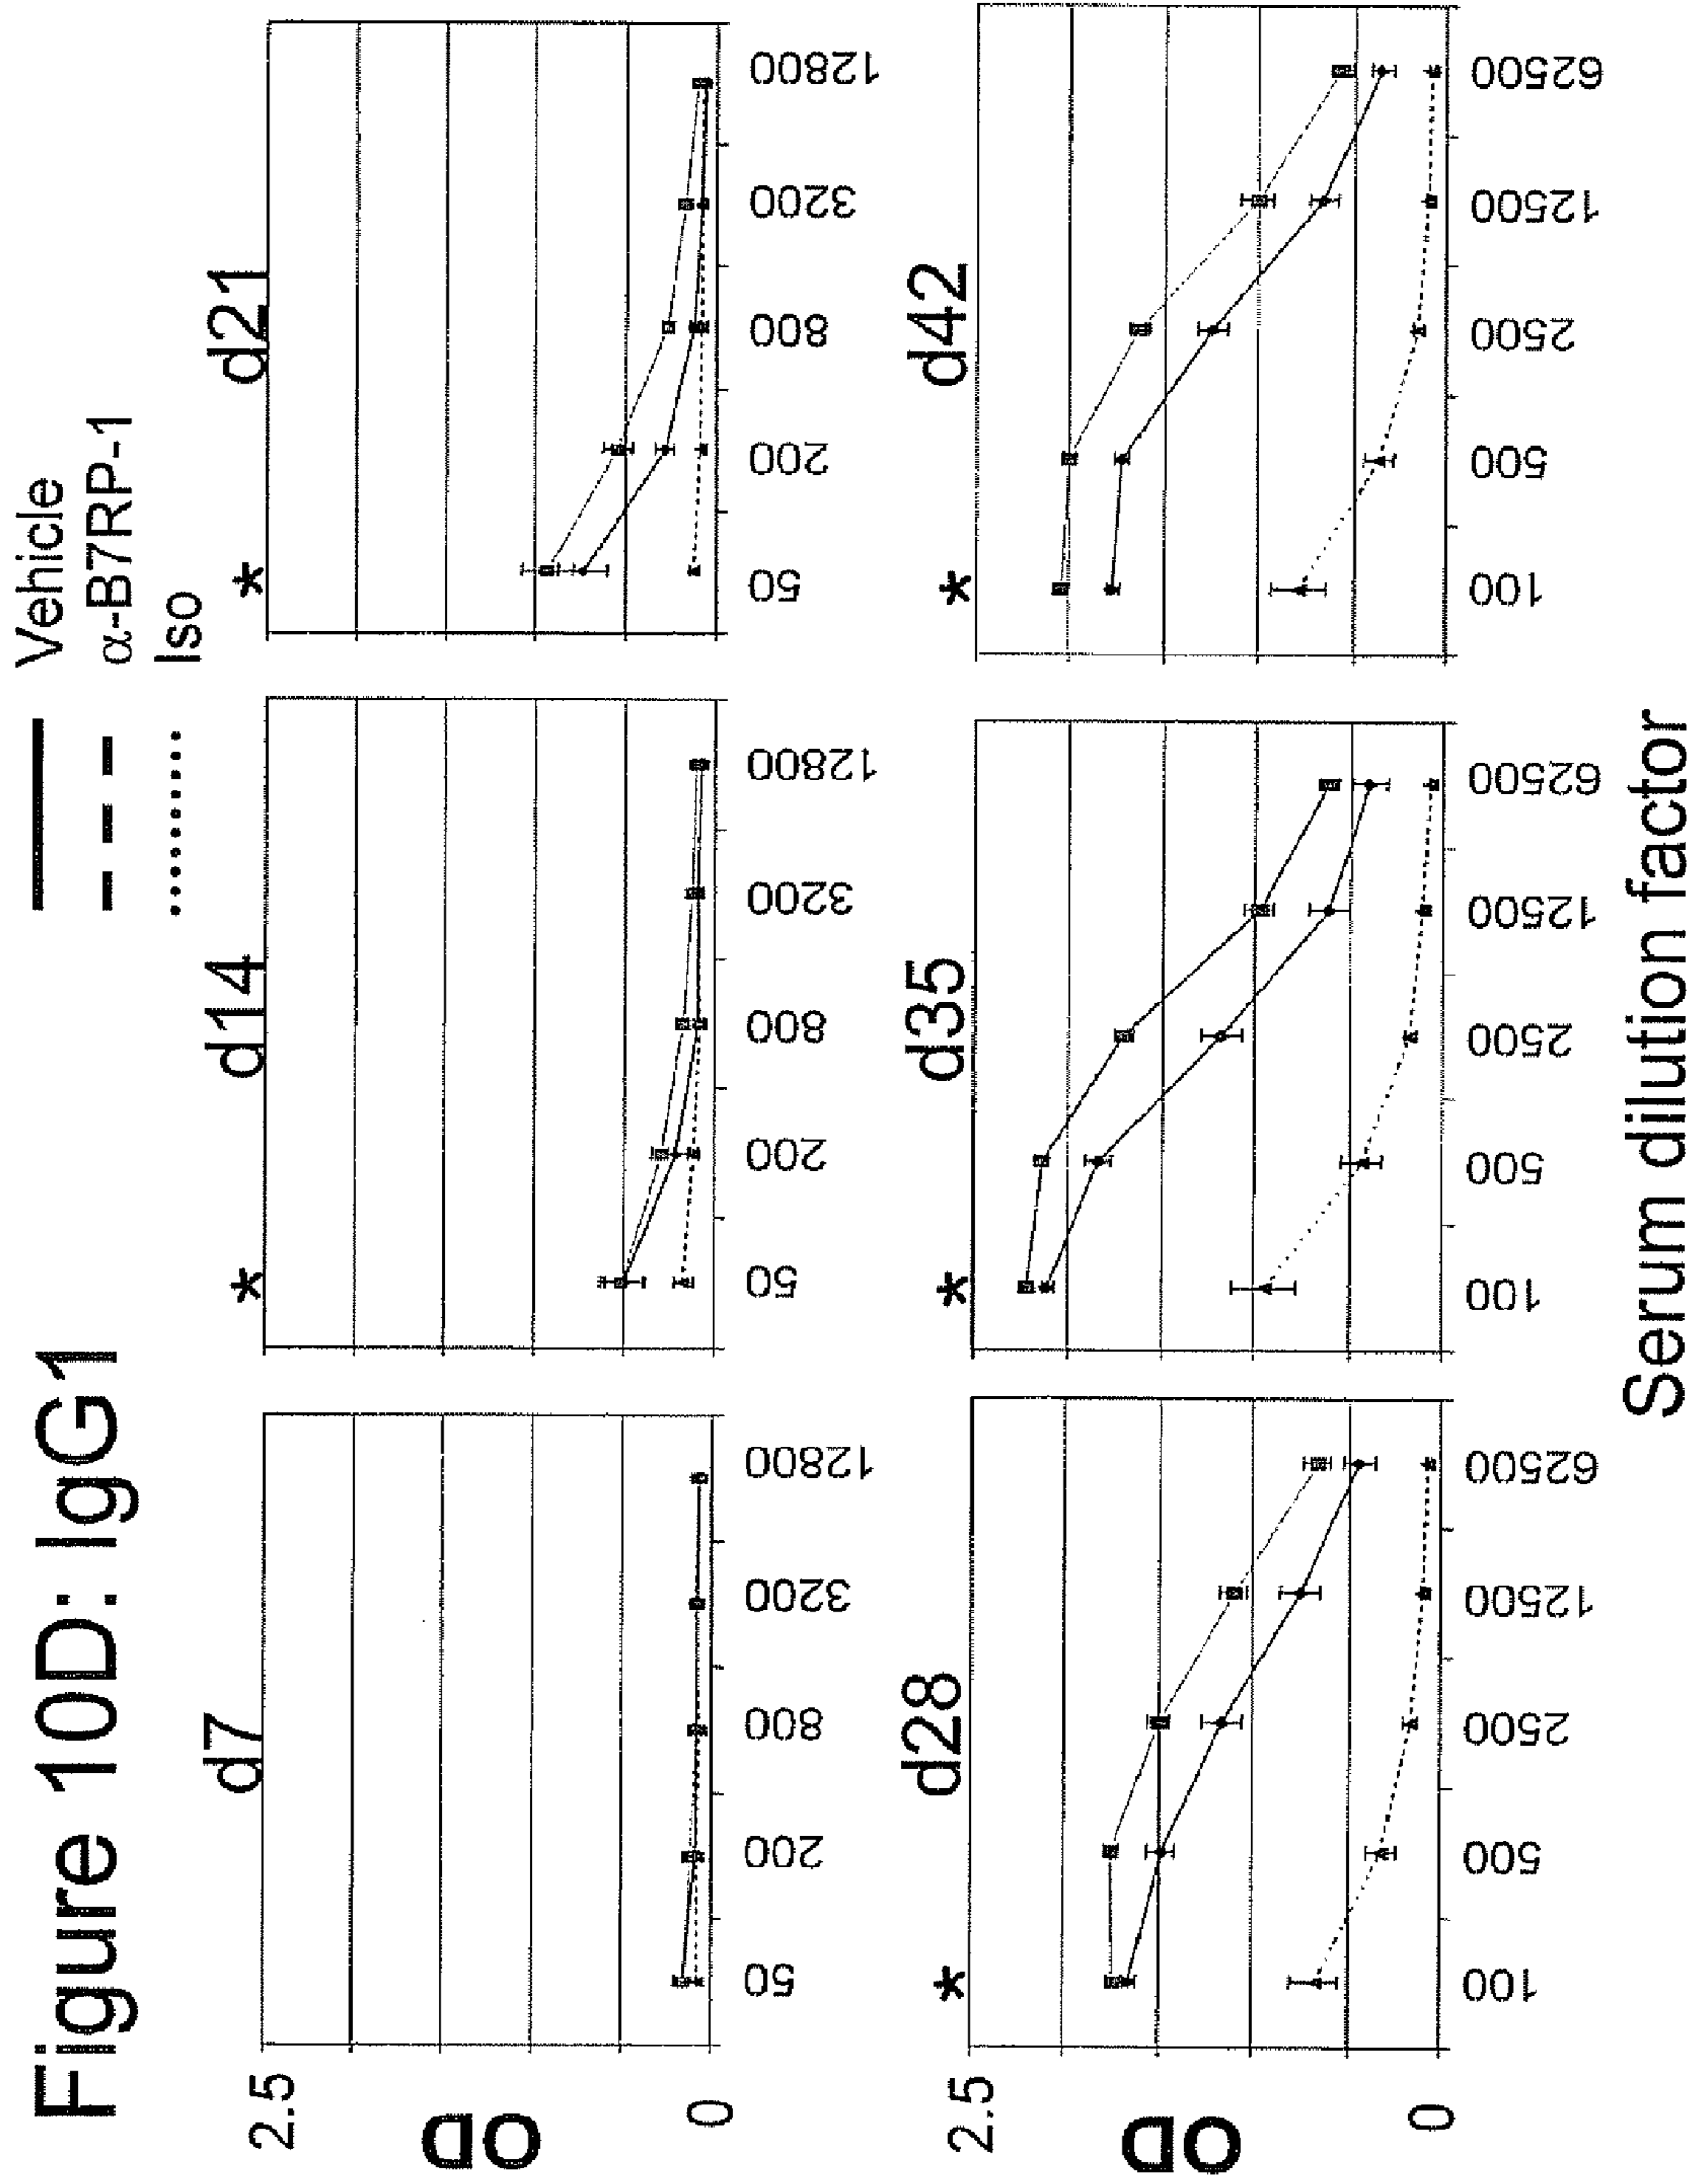 Figure 10D: IgG1
Vehicle
α-B7RP-1
Iso
d7
d14
d21
*
*
2.5
OD
0
50 200 800 3200 12800
50 200 800 3200 12800
50 200 800 3200 12800
d28
d35
d42
*
*
*
2.5
OD
0
100 500 2500 12500 62500
100 500 2500 12500 62500
100 500 2500 12500 62500
Serum dilution factor